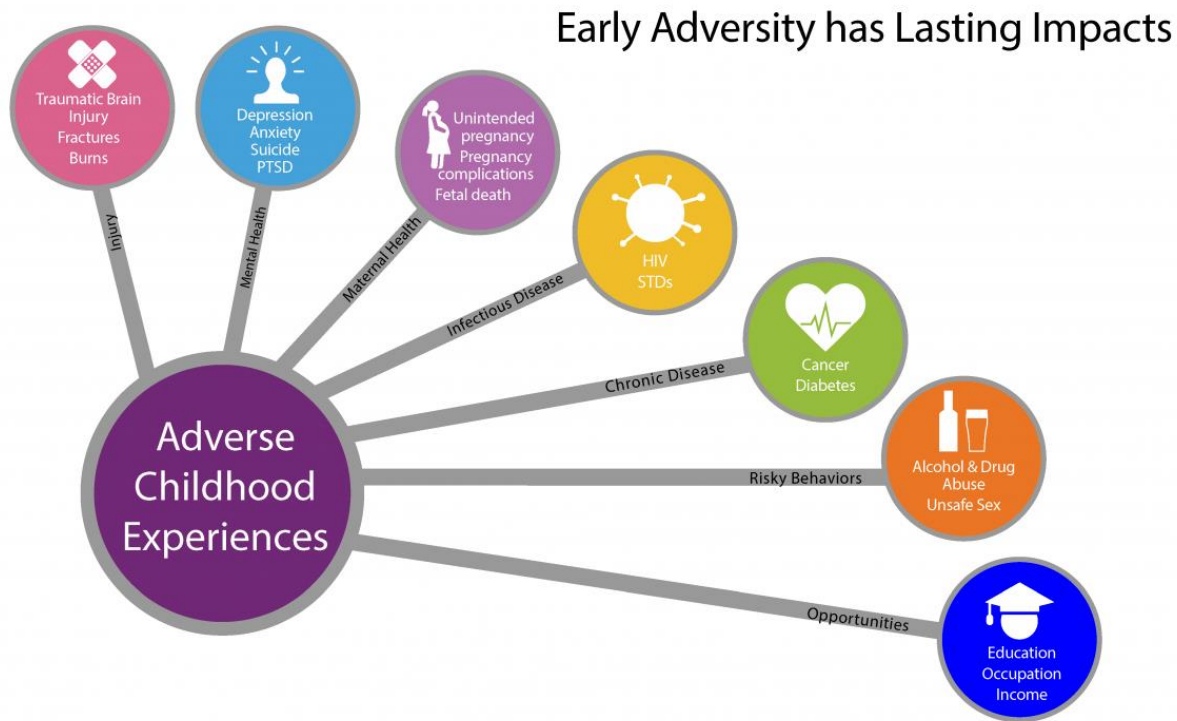 Early Adversity has Lasting Impacts
Traumatic Brain
Injury
Fractures
Burns
Injury
Depression
Anxiety
Suicide
PTSD
Mental Health
Unintended
pregnancy
Pregnancy
complications
Fetal death
Maternal Health
HIV
STDs
Infectious Disease
Cancer
Diabetes
Chronic Disease
Alcohol & Drug
Abuse
Unsafe Sex
Risky Behaviors
Education
Occupation
Income
Opportunities
Adverse
Childhood
Experiences